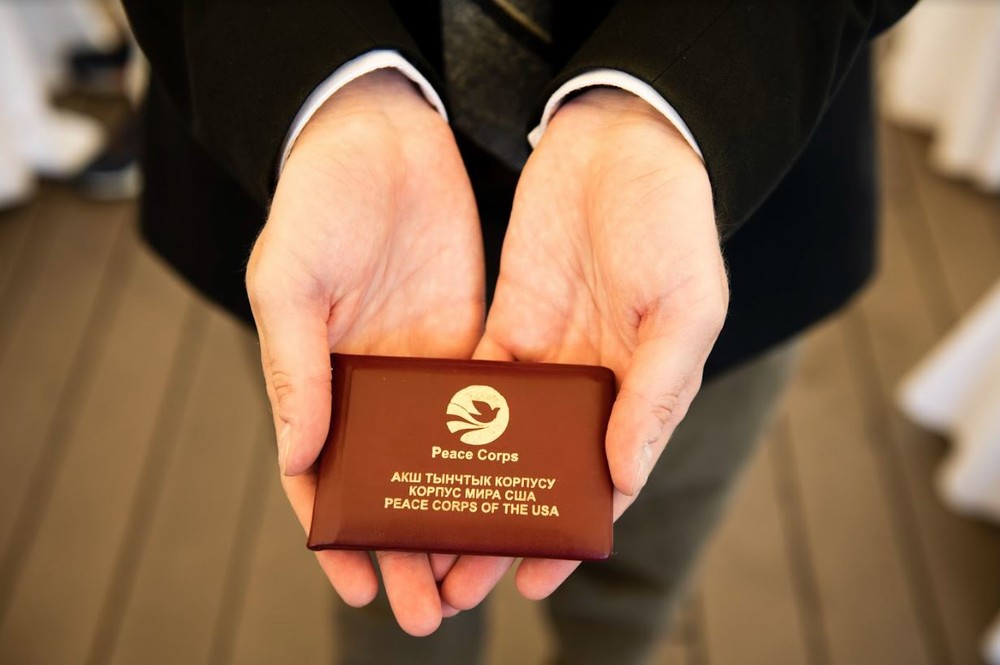 Peace Corps
АКШ ТЫНЧТЫК КОРПУСУ
КОРПУС МИРА США
PEACE CORPS OF THE USA